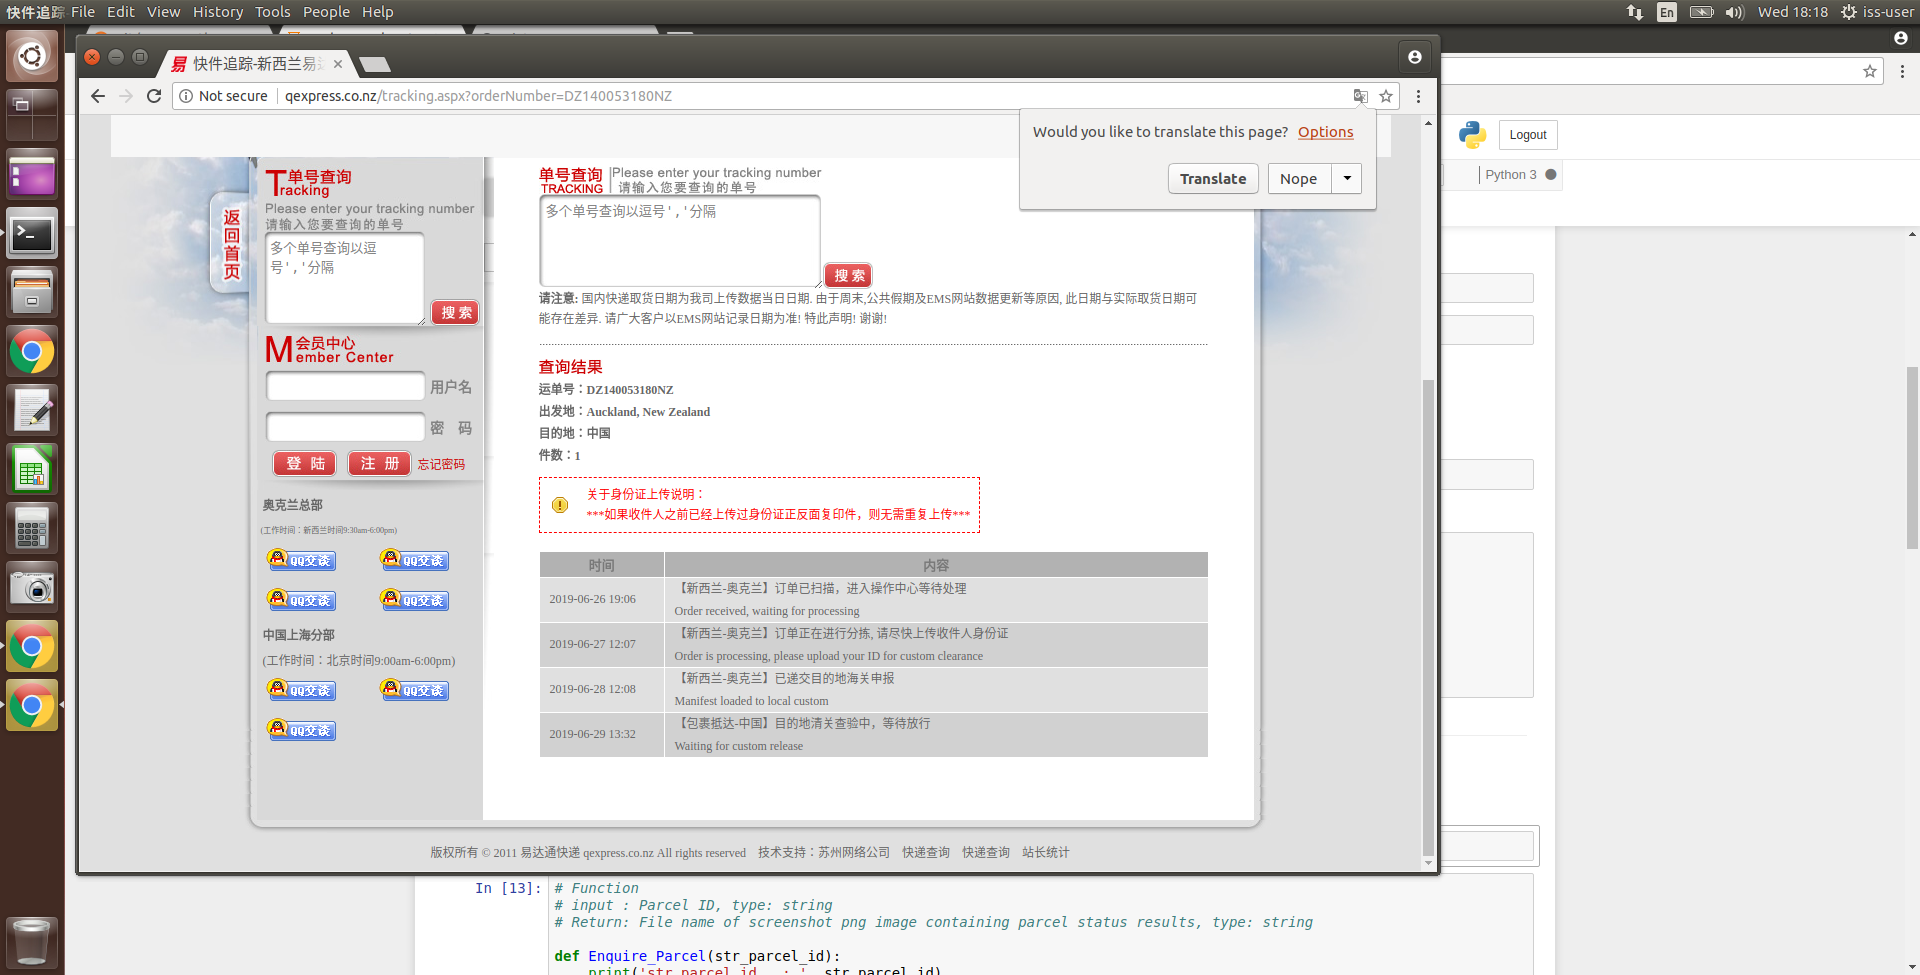 快件追踪 File Edit View History Tools People Help
En Wed 18:18 iss-user
易 快件追踪-新西兰易
Not secure qexpress.co.nz/tracking.aspx?orderNumber=DZ140053180NZ
Would you like to translate this page? Options
Translate Nope
Logout
Python 3
返回首页
T单号查询
racking
Please enter your tracking number
请输入您要查询的单号
多个单号查询以逗
号','分隔
搜 索
M会员中心
ember Center
用户名
密 码
登 陆 注 册 忘记密码
奥克兰总部
(工作时间：新西兰时间9:30am-6:00pm)
QQ交谈 QQ交谈
QQ交谈 QQ交谈
中国上海分部
(工作时间：北京时间9:00am-6:00pm)
QQ交谈 QQ交谈
QQ交谈
单号查询 Please enter your tracking number
TRACKING 请输入您要查询的单号
多个单号查询以逗号','分隔
搜 索
请注意: 国内快递取货日期为我司上传数据当日日期. 由于周末,公共假期及EMS网站数据更新等原因, 此日期与实际取货日期可
能存在差异. 请广大客户以EMS网站记录日期为准! 特此声明! 谢谢!
查询结果
运单号：DZ140053180NZ
出发地：Auckland, New Zealand
目的地：中国
件数：1
关于身份证上传说明：
***如果收件人之前已经上传过身份证正反面复印件，则无需重复上传***
时间 内容
2019-06-26 19:06 【新西兰-奥克兰】订单已扫描，进入操作中心等待处理
Order received, waiting for processing
2019-06-27 12:07 【新西兰-奥克兰】订单正在进行分拣, 请尽快上传收件人身份证
Order is processing, please upload your ID for custom clearance
2019-06-28 12:08 【新西兰-奥克兰】已递交目的地海关申报
Manifest loaded to local custom
2019-06-29 13:32 【包裹抵达-中国】目的地清关查验中，等待放行
Waiting for custom release
版权所有 © 2011 易达通快递 qexpress.co.nz All rights reserved 技术支持：苏州网络公司 快递查询 快递查询 站长统计
In [13]: # Function
# input : Parcel ID, type: string
# Return: File name of screenshot png image containing parcel status results, type: string
def Enquire_Parcel(str_parcel_id):
print('str_parcel_id : ', str_parcel_id)